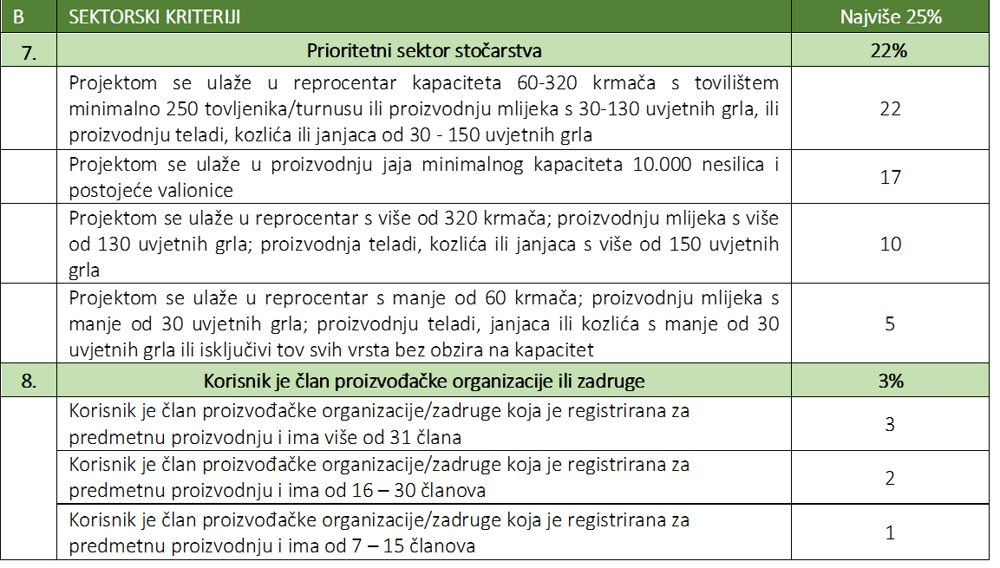 B SEKTORSKI KRITERIJI Najviše 25%
7. Prioritetni sektor stočarstva 22%
Projektom se ulaže u reprocentar kapaciteta 60-320 krmača s tovilištem
minimalno 250 tovljenika/turnusu ili proizvodnju mlijeka s 30-130 uvjetnih grla, ili
proizvodnju teladi, kozlića ili janjaca od 30 - 150 uvjetnih grla
22
Projektom se ulaže u proizvodnju jaja minimalnog kapaciteta 10.000 nesilica i
postojeće valionice
17
Projektom se ulaže u reprocentar s više od 320 krmača; proizvodnju mlijeka s više
od 130 uvjetnih grla; proizvodnja teladi, kozlića ili janjaca s više od 150 uvjetnih
grla
10
Projektom se ulaže u reprocentar s manje od 60 krmača; proizvodnju mlijeka s
manje od 30 uvjetnih grla; proizvodnju teladi, janjaca ili kozlića s manje od 30
uvjetnih grla ili isključivi tov svih vrsta bez obzira na kapacitet
5
8. Korisnik je član proizvođačke organizacije ili zadruge 3%
Korisnik je član proizvođačke organizacije/zadruge koja je registrirana za
predmetnu proizvodnju i ima više od 31 člana
3
Korisnik je član proizvođačke organizacije/zadruge koja je registrirana za
predmetnu proizvodnju i ima od 16 – 30 članova
2
Korisnik je član proizvođačke organizacije/zadruge koja je registrirana za
predmetnu proizvodnju i ima od 7 – 15 članova
1